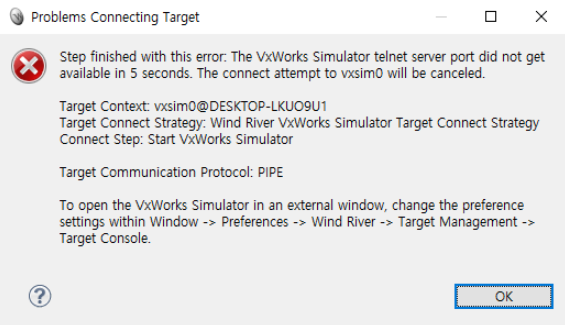 Problems Connecting Target
Step finished with this error: The VxWorks Simulator telnet server port did not get
available in 5 seconds. The connect attempt to vxsim0 will be canceled.
Target Context: vxsim0@DESKTOP-LKUO9U1
Target Connect Strategy: Wind River VxWorks Simulator Target Connect Strategy
Connect Step: Start VxWorks Simulator
Target Communication Protocol: PIPE
To open the VxWorks Simulator in an external window, change the preference
settings within Window -> Preferences -> Wind River -> Target Management ->
Target Console.
OK